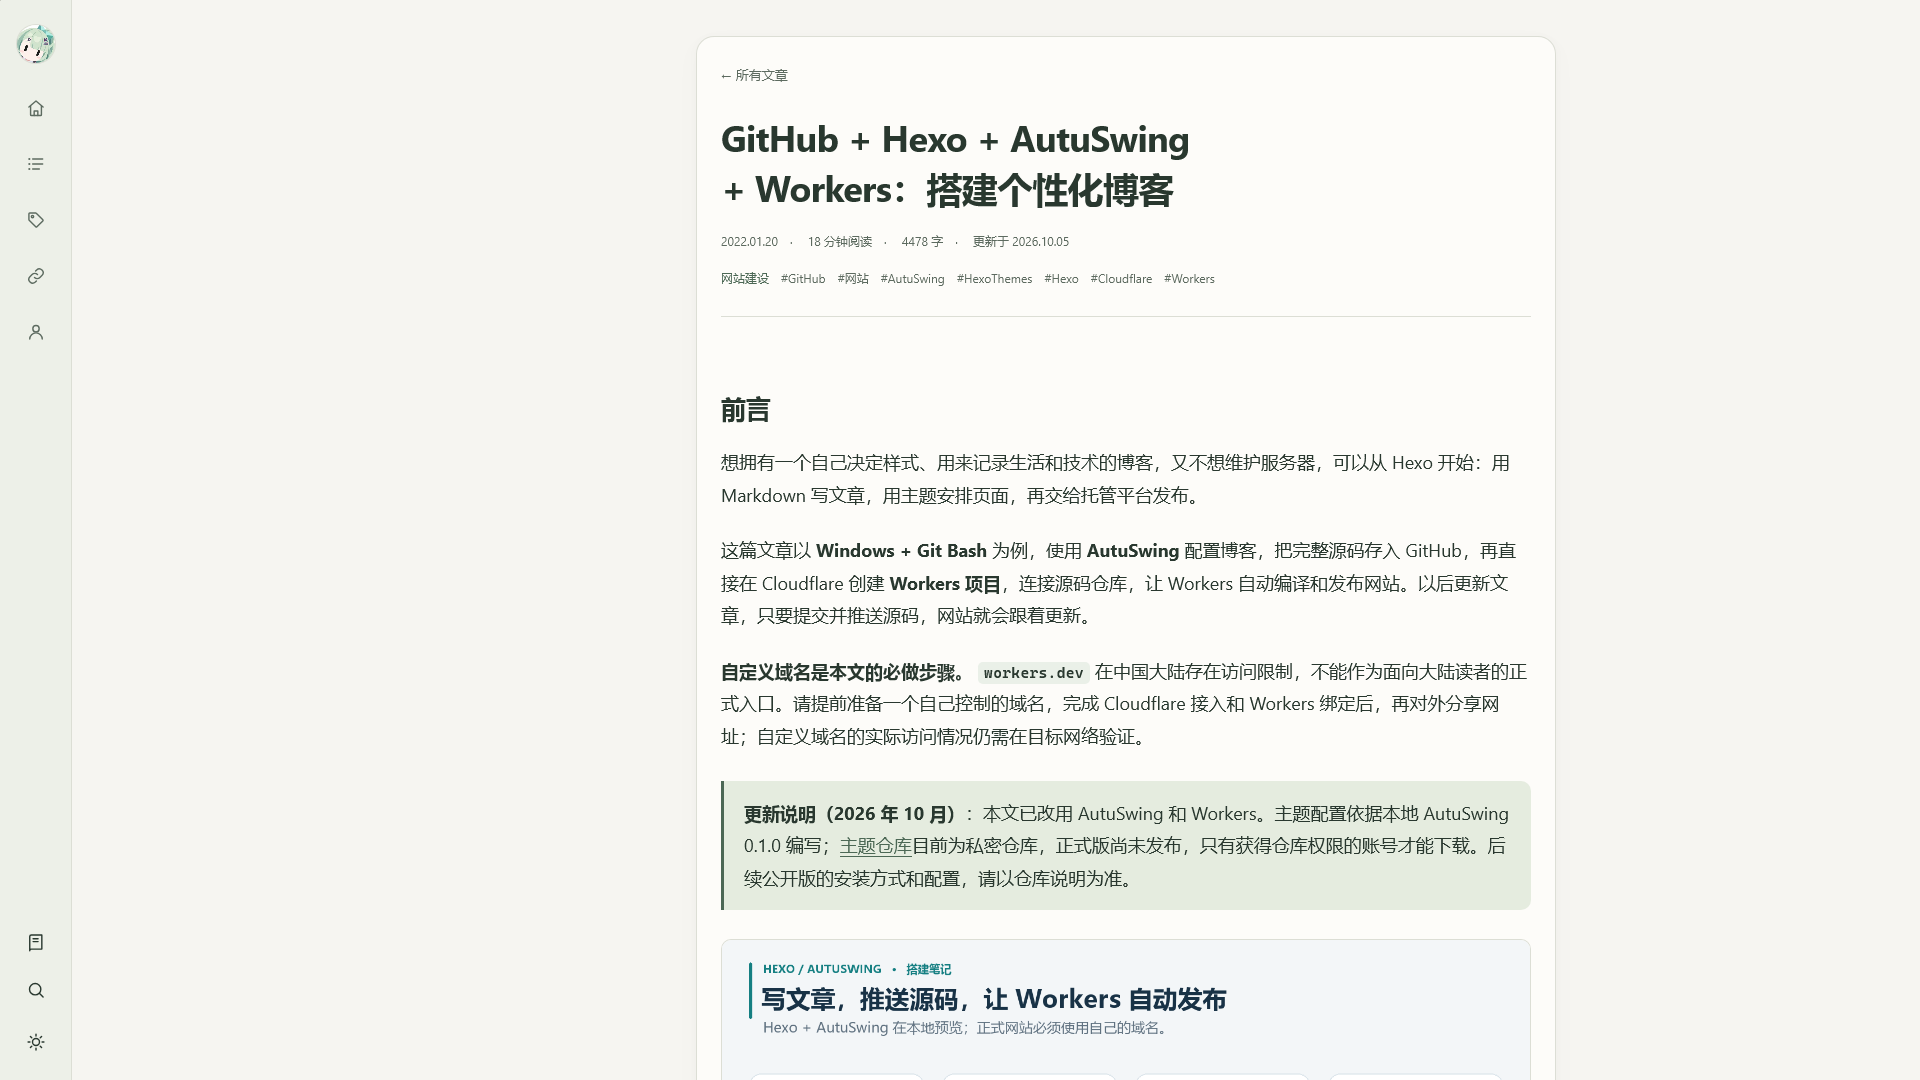 ← 所有文章
GitHub + Hexo + AutuSwing
+ Workers：搭建个性化博客
2022.01.20 · 18 分钟阅读 · 4478 字 · 更新于 2026.10.05
网站建设 #GitHub #网站 #AutuSwing #HexoThemes #Hexo #Cloudflare #Workers
前言
想拥有一个自己决定样式、用来记录生活和技术的博客，又不想维护服务器，可以从 Hexo 开始：用
Markdown 写文章，用主题安排页面，再交给托管平台发布。
这篇文章以 Windows + Git Bash 为例，使用 AutuSwing 配置博客，把完整源码存入 GitHub，再直
接在 Cloudflare 创建 Workers 项目，连接源码仓库，让 Workers 自动编译和发布网站。以后更新文
章，只要提交并推送源码，网站就会跟着更新。
自定义域名是本文的必做步骤。 workers.dev 在中国大陆存在访问限制，不能作为面向大陆读者的正
式入口。请提前准备一个自己控制的域名，完成 Cloudflare 接入和 Workers 绑定后，再对外分享网
址；自定义域名的实际访问情况仍需在目标网络验证。
更新说明（2026 年 10 月）：本文已改用 AutuSwing 和 Workers。主题配置依据本地 AutuSwing
0.1.0 编写；主题仓库目前为私密仓库，正式版尚未发布，只有获得仓库权限的账号才能下载。后
续公开版的安装方式和配置，请以仓库说明为准。
HEXO / AUTUSWING • 搭建笔记
写文章，推送源码，让 Workers 自动发布
Hexo + AutuSwing 在本地预览；正式网站必须使用自己的域名。